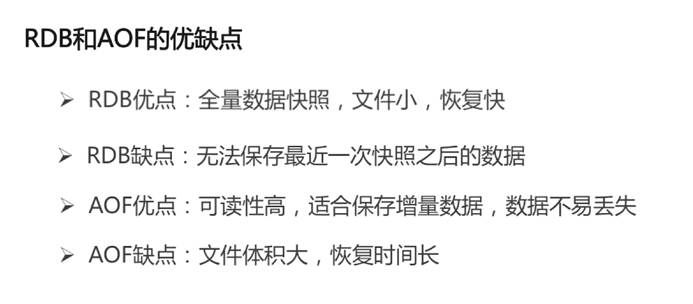 RDB和AOF的优缺点
➢ RDB优点：全量数据快照，文件小，恢复快
➢ RDB缺点：无法保存最近一次快照之后的数据
➢ AOF优点：可读性高，适合保存增量数据，数据不易丢失
➢ AOF缺点：文件体积大，恢复时间长